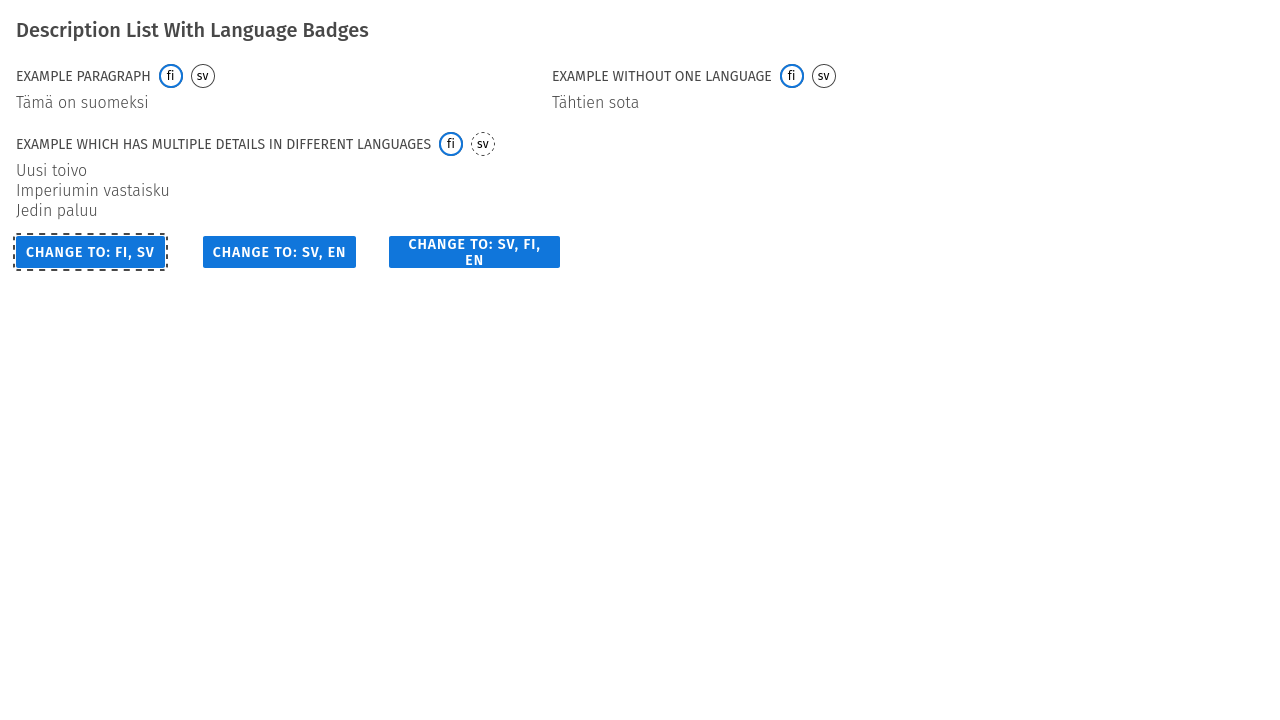 Description List With Language Badges
EXAMPLE PARAGRAPH fi sv
Tämä on suomeksi
EXAMPLE WITHOUT ONE LANGUAGE fi sv
Tähtien sota
EXAMPLE WHICH HAS MULTIPLE DETAILS IN DIFFERENT LANGUAGES fi sv
Uusi toivo
Imperiumin vastaisku
Jedin paluu
CHANGE TO: FI, SV
CHANGE TO: SV, EN
CHANGE TO: SV, FI,
EN